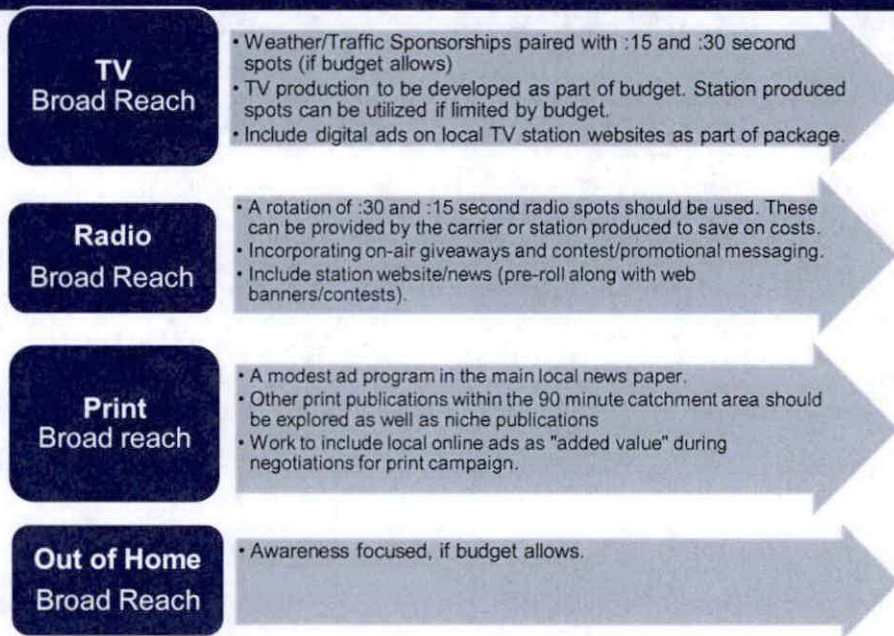 TV
Broad Reach
• Weather/Traffic Sponsorships paired with :15 and :30 second
spots (if budget allows)
• TV production to be developed as part of budget. Station produced
spots can be utilized if limited by budget.
• Include digital ads on local TV station websites as part of package.
Radio
Broad Reach
• A rotation of :30 and :15 second radio spots should be used. These
can be provided by the carrier or station produced to save on costs.
• Incorporating on-air giveaways and contest/promotional messaging.
• Include station website/news (pre-roll along with web
banners/contests).
Print
Broad reach
• A modest ad program in the main local news paper.
• Other print publications within the 90 minute catchment area should
be explored as well as niche publications
• Work to include local online ads as "added value" during
negotiations for print campaign.
Out of Home
Broad Reach
• Awareness focused, if budget allows.